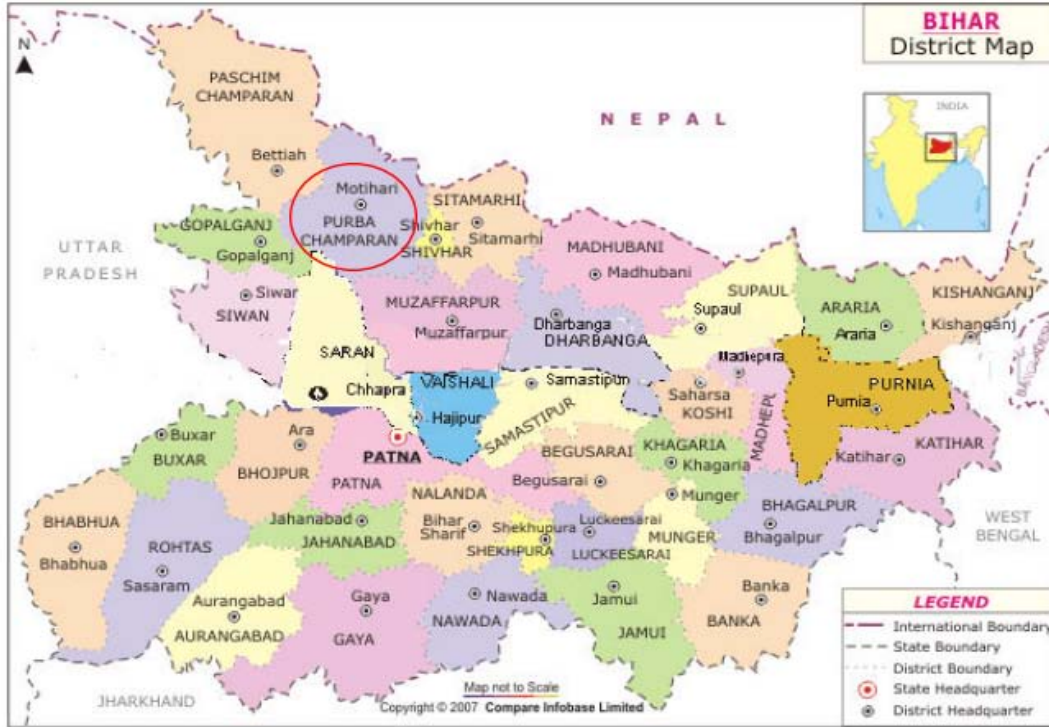 BIHAR
District Map
N
INDIA
PASCHIM
CHAMPARAN
NEPAL
Bettiah
Motihari
PURBA
CHAMPARAN
SITAMARHI
Shivhar
Sitamarhi
SHIVHAR
GOPALGANJ
Gopalganj
UTTAR
PRADESH
MADHUBANI
Madhubani
Siwan
SIWAN
MUZAFFARPUR
Muzaffarpur
Dharbanga
DHARBANGA
SUPAUL
Supaul
ARARIA
Araria
KISHANGANJ
Kishanganj
SARAN
Chhapra
VAISHALI
Hajipur
Samastipur
SAMASTIPUR
Saharsa
KOSHI
Madhepura
MADHEPU
PURNIA
Purnia
KATIHAR
Katihar
Buxar
BUXAR
Ara
BHOJPUR
PATNA
PATNA
BEGUSARAI
Begusarai
KHAGARIA
Khagaria
Munger
MUNGER
BHAGALPUR
Bhagalpur
WEST
BENGAL
BHABHUA
Bhabhua
ROHTAS
Sasaram
Jahanabad
JAHANABAD
NALANDA
Bihar
Sharif
Shekhupura
SHEKHPURA
Luckeesarai
LUCKEESARAI
Aurangabad
AURANGABAD
Gaya
GAYA
Nawada
NAWADA
Jamui
JAMUI
Banka
BANKA
JHARKHAND
LEGEND
International Boundary
State Boundary
District Boundary
State Headquarter
District Headquarter
Map not to Scale
Copyright © 2007 Compare Infobase Limited